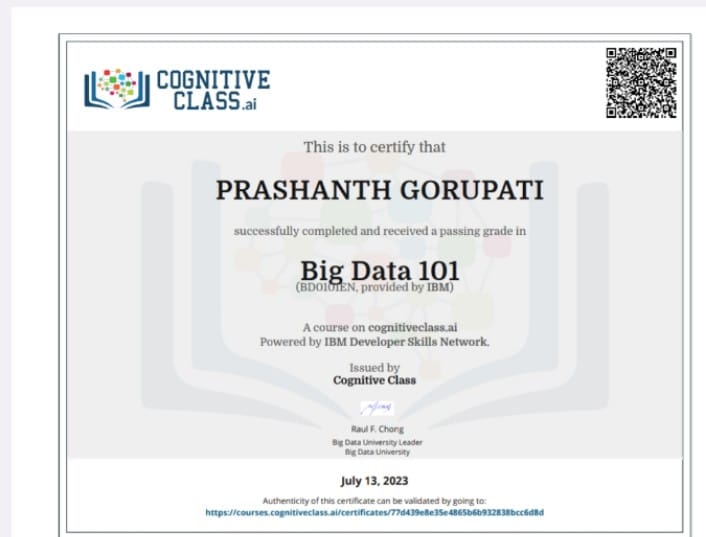 COGNITIVE
CLASS.ai
This is to certify that
PRASHANTH GORUPATI
successfully completed and received a passing grade in
Big Data 101
(BD0101EN, provided by IBM)
A course on cognitiveclass.ai
Powered by IBM Developer Skills Network.
Issued by
Cognitive Class
Raul F. Chong
Big Data University Leader
Big Data University
July 13, 2023
Authenticity of this certificate can be validated by going to:
https://courses.cognitiveclass.ai/certificates/77d439e8e35e4865b6b932838bcc6d8d